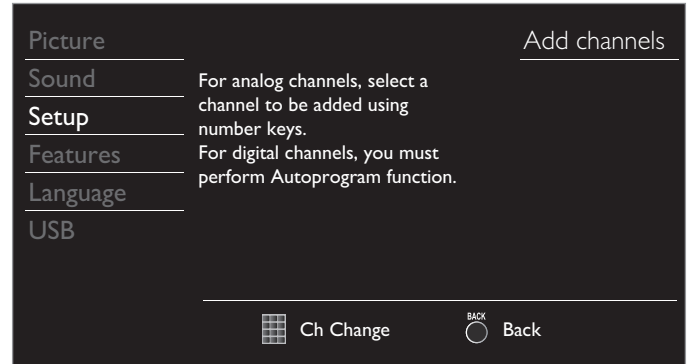 Picture
Sound
Setup
Features
Language
USB
Add channels
For analog channels, select a
channel to be added using
number keys.
For digital channels, you must
perform Autoprogram function.
Ch Change
BACK
Back